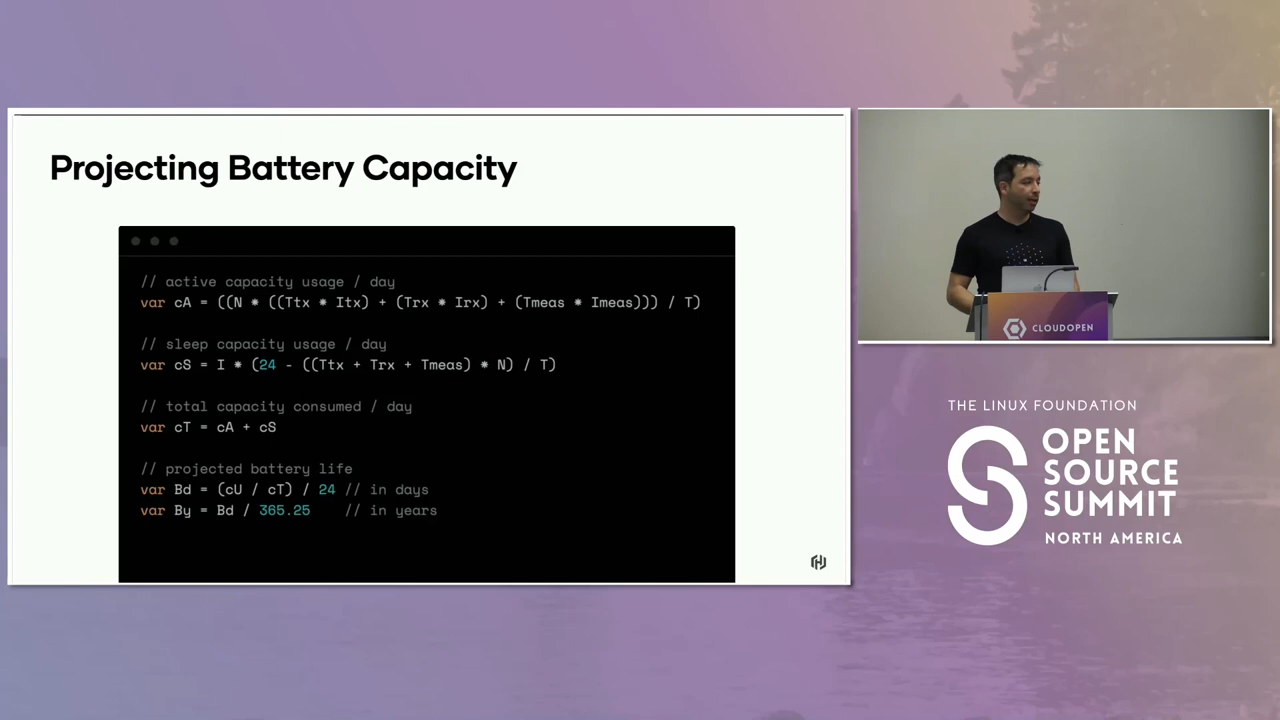 Projecting Battery Capacity
// active capacity usage / day
var cA = ((N * ((Ttx * Itx) + (Trx * Irx) + (Tmeas * Imeas))) / T)
// sleep capacity usage / day
var cS = I * (24 - ((Ttx + Trx + Tmeas) * N) / T)
// total capacity consumed / day
var cT = cA + cS
// projected battery life
var Bd = (cU / cT) / 24 // in days
var By = Bd / 365.25 // in years
CLOUDOPEN
THE LINUX FOUNDATION
OPEN
SOURCE
SUMMIT
NORTH AMERICA